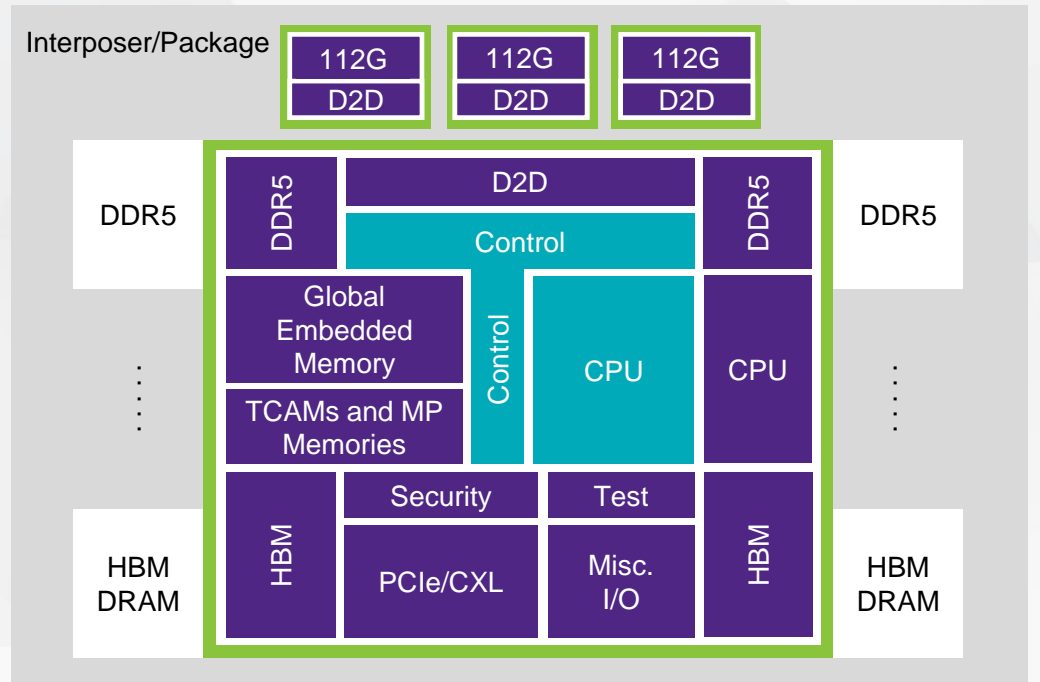 Interposer/Package
112G
112G
112G
D2D
D2D
D2D
DDR5
DDR5
D2D
DDR5
DDR5
Control
Global
Embedded
Memory
Control
CPU
CPU
TCAMs and MP
Memories
HBM
DRAM
HBM
Security
Test
PCIe/CXL
Misc.
I/O
HBM
HBM
DRAM